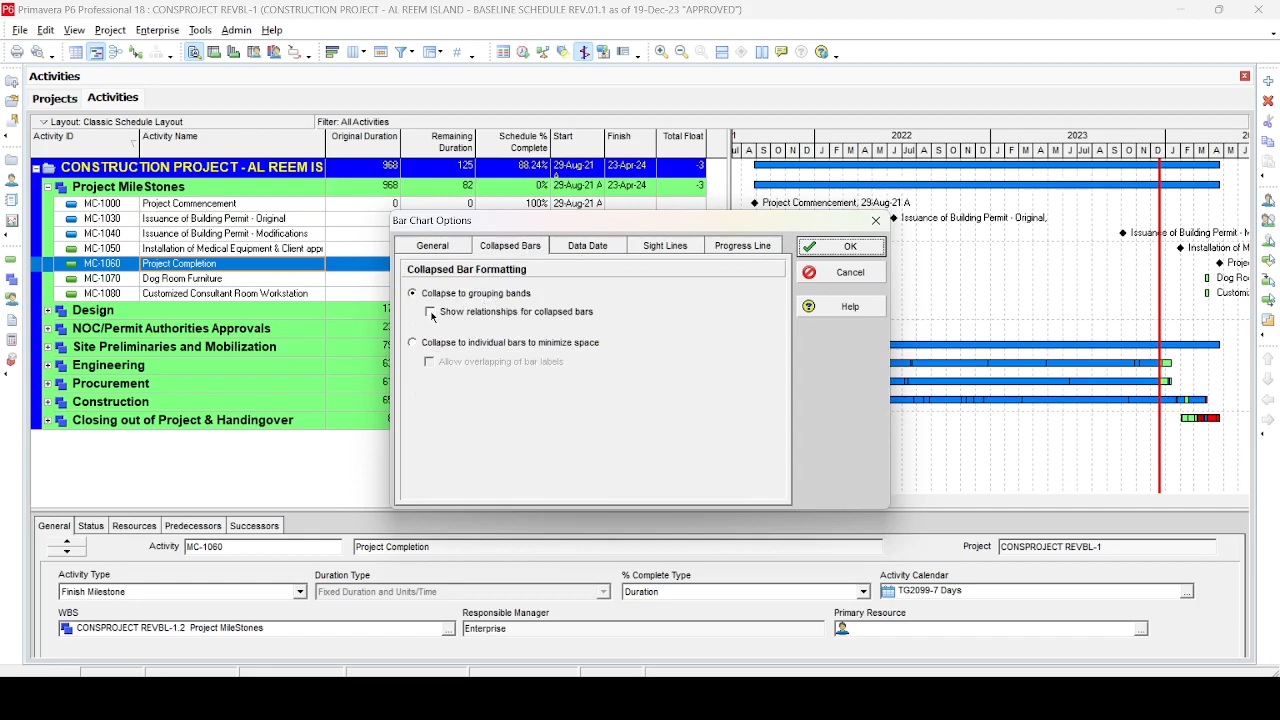 P6 Primavera P6 Professional 18 : CONSPROJECT REVBL-1 (CONSTRUCTION PROJECT - AL REEM ISLAND - BASELINE SCHEDULE REV.01.1 as of 19-Dec-23 "APPROVED")
File Edit View Project Enterprise Tools Admin Help
Activities
Projects Activities
Layout: Classic Schedule Layout Filter: All Activities
Activity ID Activity Name Original Duration Remaining Duration Schedule % Complete Start Finish Total Float
2022 2023
A S O N D J F M A M J Jul A S O N D J F M A M J Jul A S O N D J F M A M J Jul
CONSTRUCTION PROJECT - AL REEM IS 968 125 88.24% 29-Aug-21 A 23-Apr-24 -3
Project MileStones 968 82 0% 29-Aug-21 A 23-Apr-24 -3
MC-1000 Project Commencement 0 0 100% 29-Aug-21 A Project Commencement, 29-Aug-21 A
MC-1030 Issuance of Building Permit - Original Issuance of Building Permit - Original,
MC-1040 Issuance of Building Permit - Modifications Issuance of Building Permit - M
MC-1050 Installation of Medical Equipment & Client appr Installation of M
MC-1060 Project Completion Projec
MC-1070 Dog Room Furniture Dog Roo
MC-1080 Customized Consultant Room Workstation Customiz
Design
NOC/Permit Authorities Approvals
Site Preliminaries and Mobilization
Engineering
Procurement
Construction
Closing out of Project & Handingover
Bar Chart Options
General Collapsed Bars Data Date Sight Lines Progress Line
OK
Cancel
Help
Collapsed Bar Formatting
Collapse to grouping bands
Show relationships for collapsed bars
Collapse to individual bars to minimize space
Allow overlapping of bar labels
General Status Resources Predecessors Successors
Activity MC-1060 Project Completion Project CONSPROJECT REVBL-1
Activity Type Duration Type % Complete Type Activity Calendar
Finish Milestone Fixed Duration and Units/Time Duration TG2099-7 Days
WBS Responsible Manager Primary Resource
CONSPROJECT REVBL-1.2 Project MileStones Enterprise